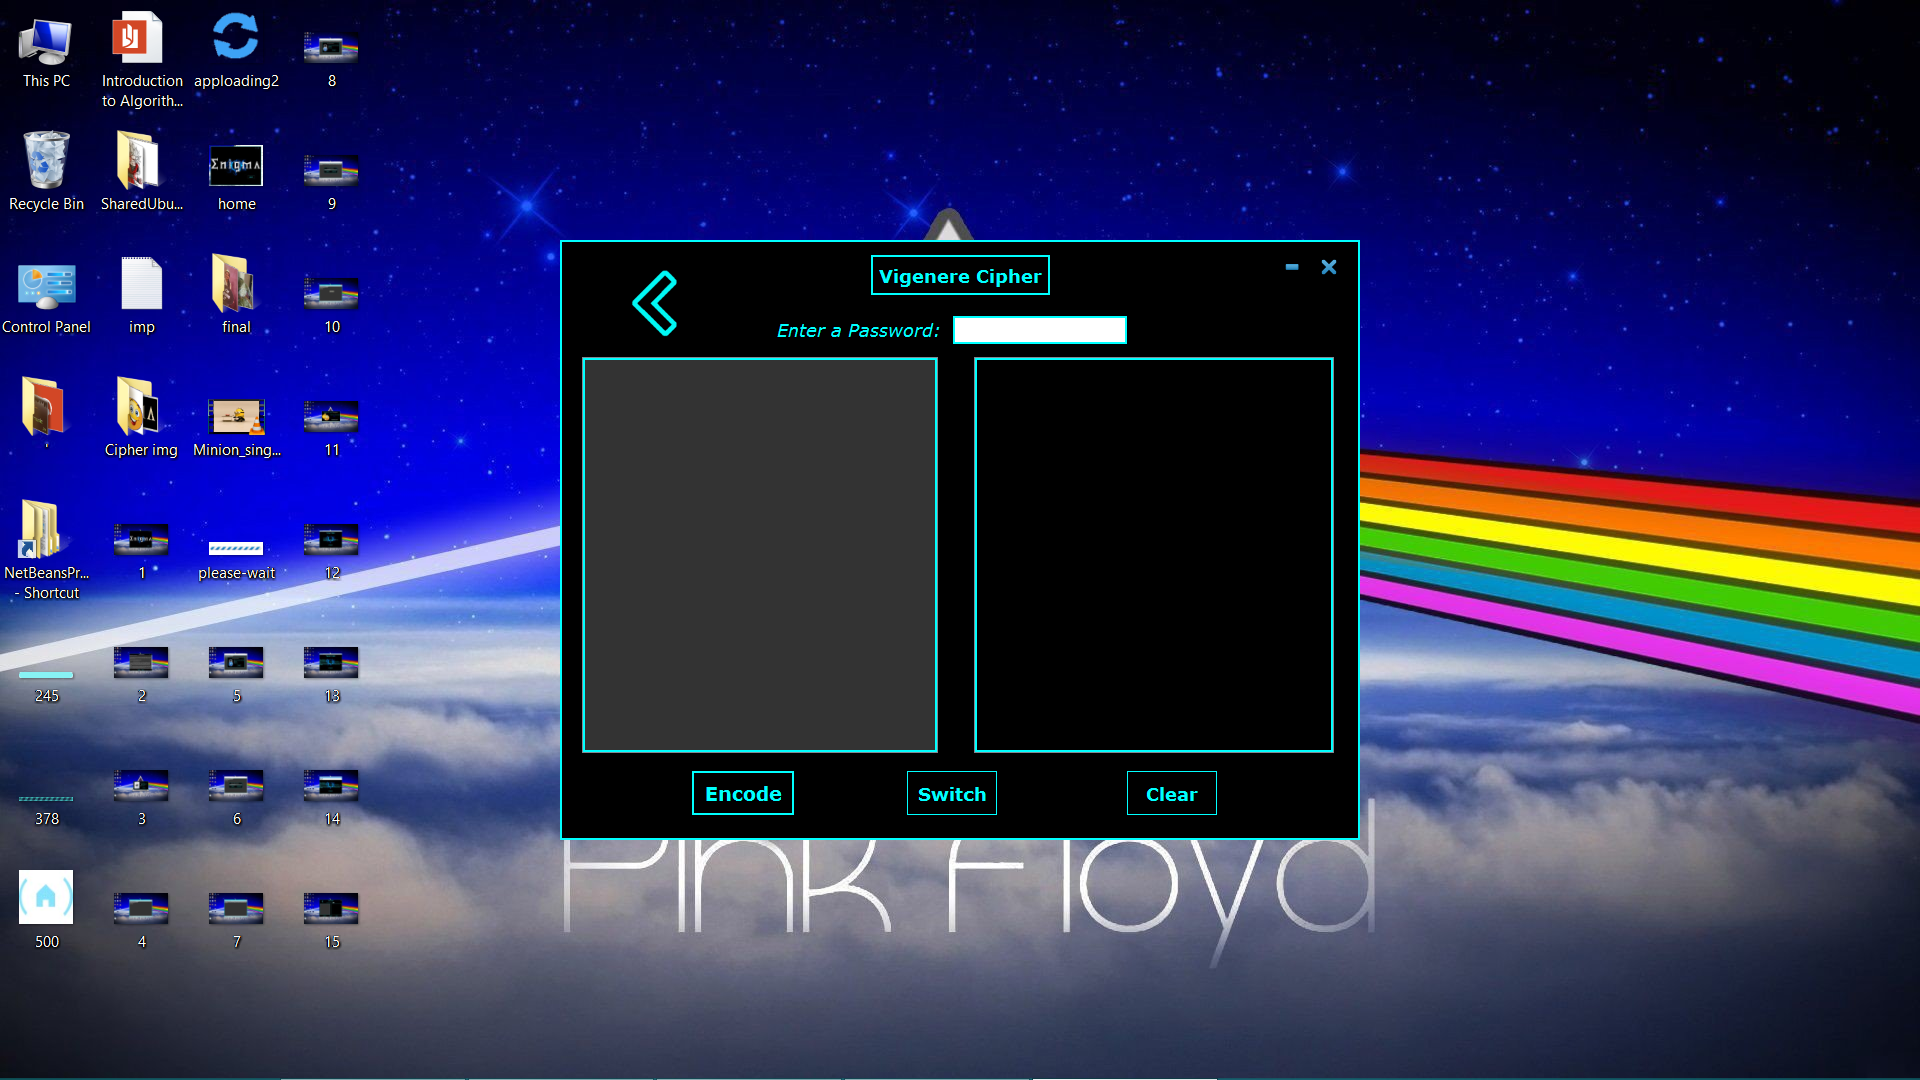 This PC
Introduction
to Algorith...
apploading2
8
Recycle Bin
SharedUbu...
Enigma
home
9
Control Panel
imp
final
10
'
Cipher img
Minion_sing...
11
NetBeansPr...
- Shortcut
1
please-wait
12
245
2
5
13
378
3
6
14
500
4
7
15
Vigenere Cipher
Enter a Password:
Encode
Switch
Clear
Pink Floyd